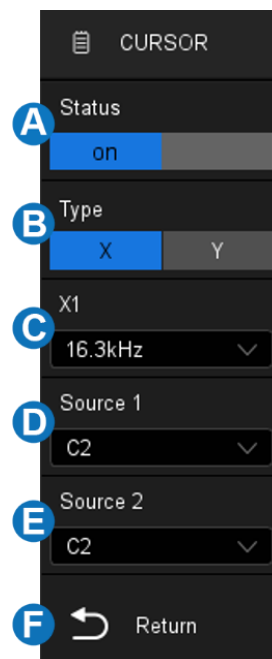 CURSOR
A
Status
on
B
Type
X Y
C
X1
16.3kHz
D
Source 1
C2
E
Source 2
C2
F
Return